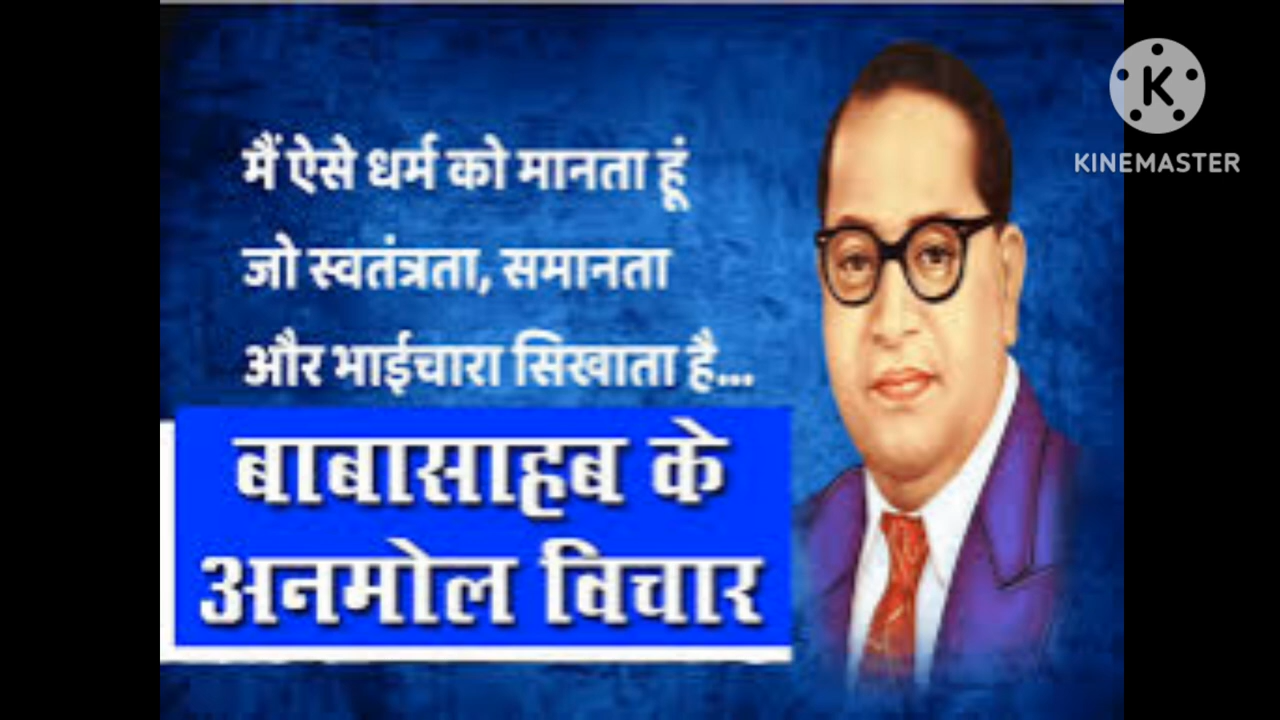 मैं ऐसे धर्म को मानता हूं
जो स्वतंत्रता, समानता
और भाईचारा सिखाता है...
बाबासाहब के
अनमोल विचार
K
KINEMASTER